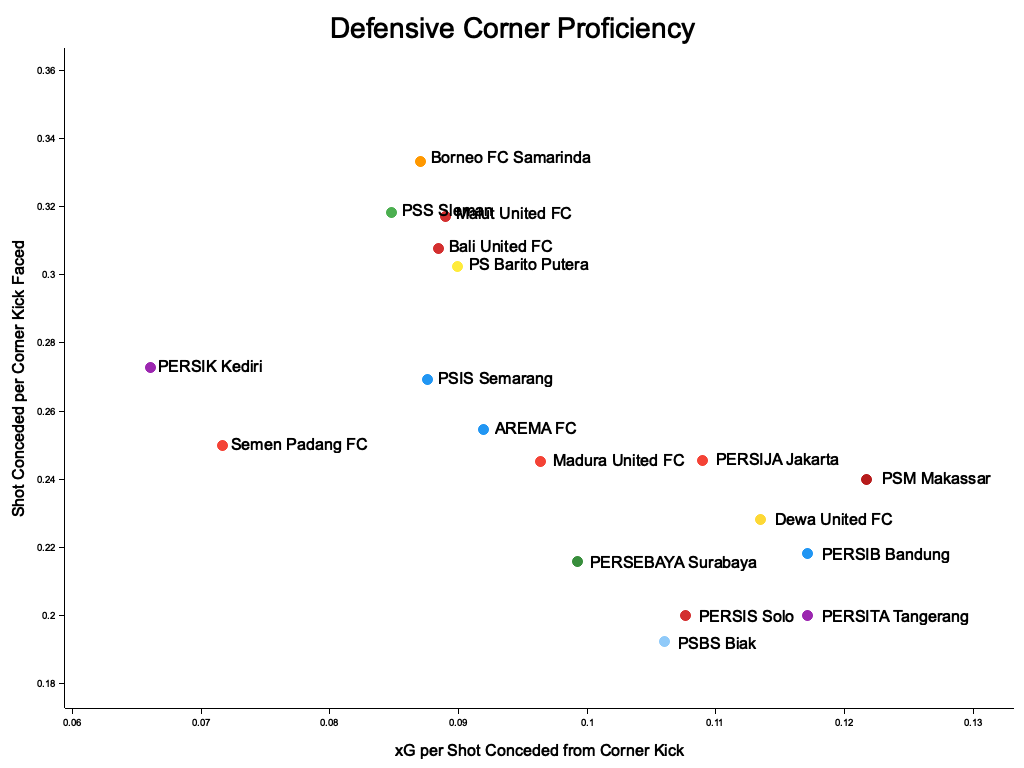 Defensive Corner Proficiency
0.36
0.34
0.32
0.3
0.28
0.26
0.24
0.22
0.2
0.18
Shot Conceded per Corner Kick Faced
Borneo FC Samarinda
PSS Sleman
Malut United FC
Bali United FC
PS Barito Putera
PERSIK Kediri
PSIS Semarang
AREMA FC
Semen Padang FC
Madura United FC
PERSIJA Jakarta
PSM Makassar
Dewa United FC
PERSIB Bandung
PERSEBAYA Surabaya
PERSIS Solo
PERSITA Tangerang
PSBS Biak
0.06
0.07
0.08
0.09
0.1
0.11
0.12
0.13
xG per Shot Conceded from Corner Kick